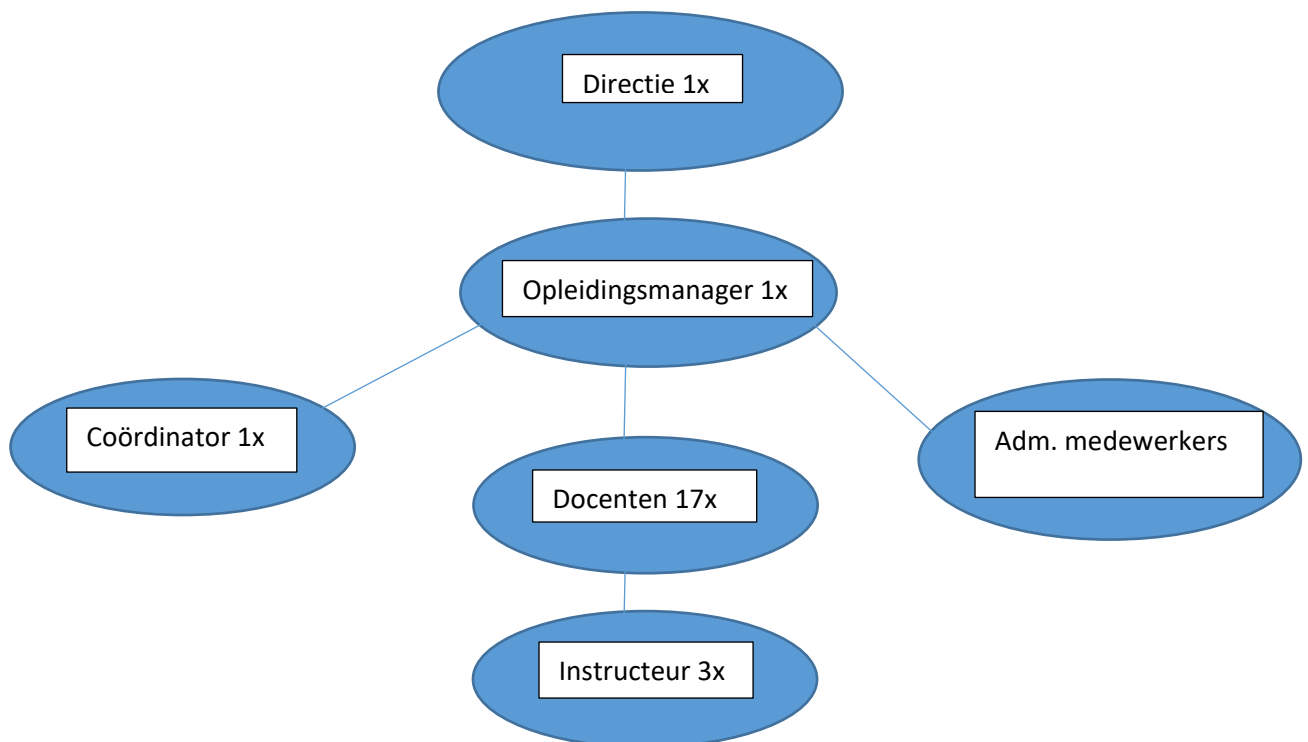 Directie 1x
Opleidingsmanager 1x
Coördinator 1x
Adm. medewerkers
Docenten 17x
Instructeur 3x